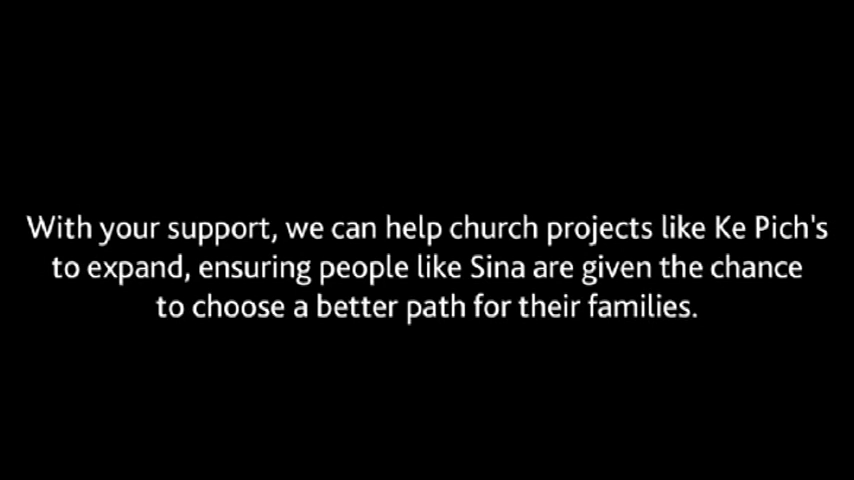 With your support, we can help church projects like Ke Pich's
to expand, ensuring people like Sina are given the chance
to choose a better path for their families.